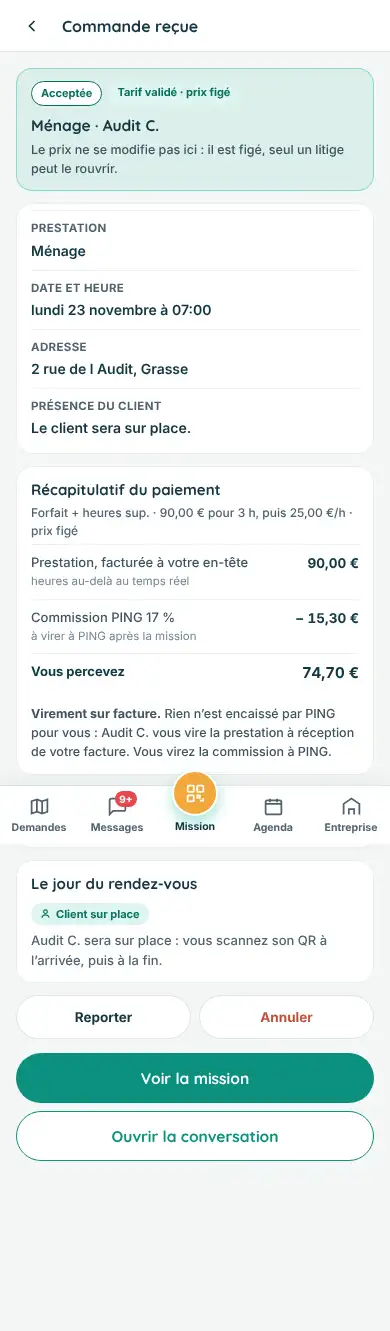 Commande reçue
Acceptée
Tarif validé · prix figé
Ménage · Audit C.
Le prix ne se modifie pas ici : il est figé, seul un litige
peut le rouvrir.
PRESTATION
Ménage
DATE ET HEURE
lundi 23 novembre à 07:00
ADRESSE
2 rue de l Audit, Grasse
PRÉSENCE DU CLIENT
Le client sera sur place.
Récapitulatif du paiement
Forfait + heures sup. · 90,00 € pour 3 h, puis 25,00 €/h ·
prix figé
Prestation, facturée à votre en-tête 90,00 €
heures au-delà au temps réel
Commission PING 17 % − 15,30 €
à virer à PING après la mission
Vous percevez 74,70 €
Virement sur facture. Rien n’est encaissé par PING
pour vous : Audit C. vous vire la prestation à réception
de votre facture. Vous virez la commission à PING.
9+
Demandes Messages Mission Agenda Entreprise
Le jour du rendez-vous
Client sur place
Audit C. sera sur place : vous scannez son QR à
l’arrivée, puis à la fin.
Reporter Annuler
Voir la mission
Ouvrir la conversation